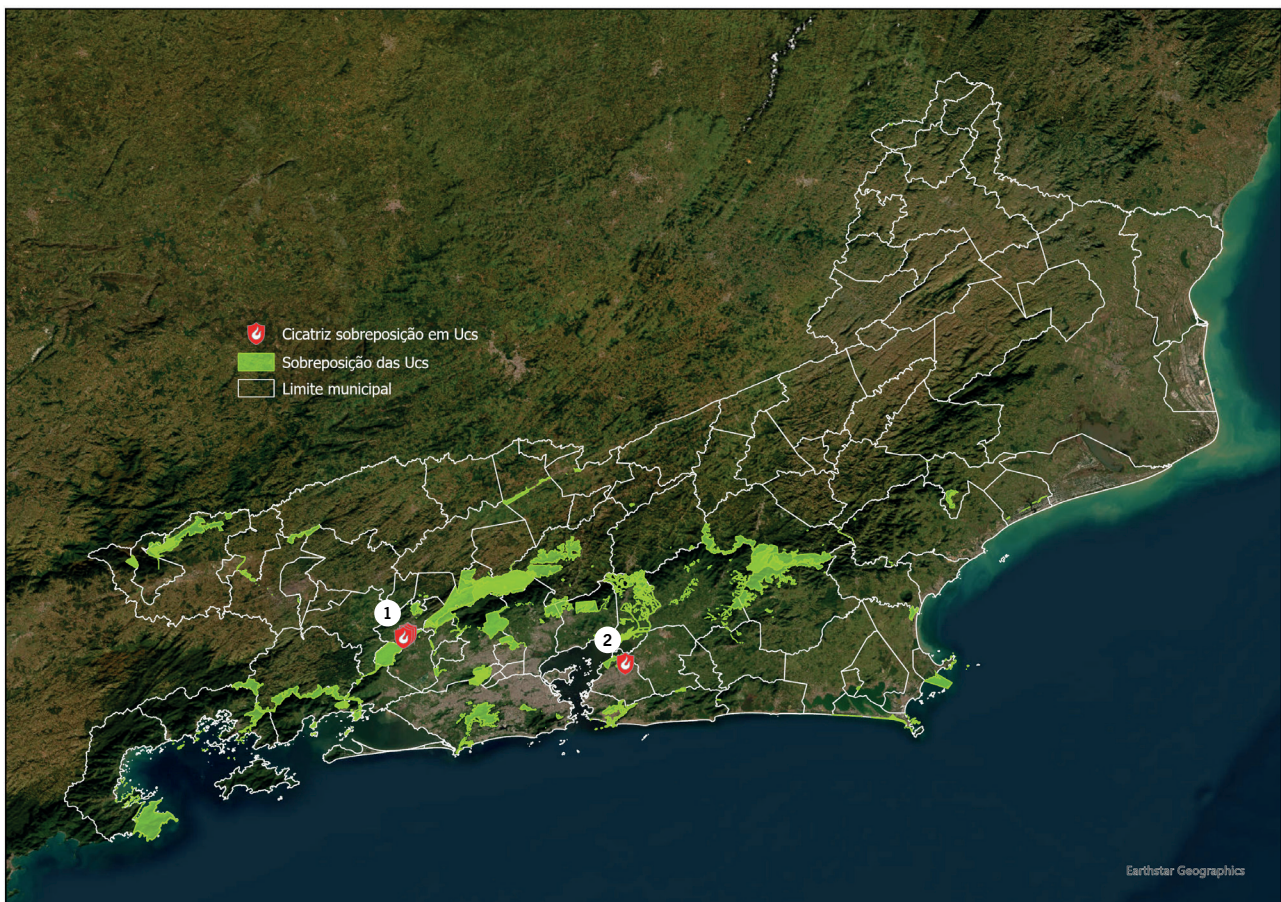 Cicatriz sobreposição em Ucs
Sobreposição das Ucs
Limite municipal
1
2
Earthstar Geographics